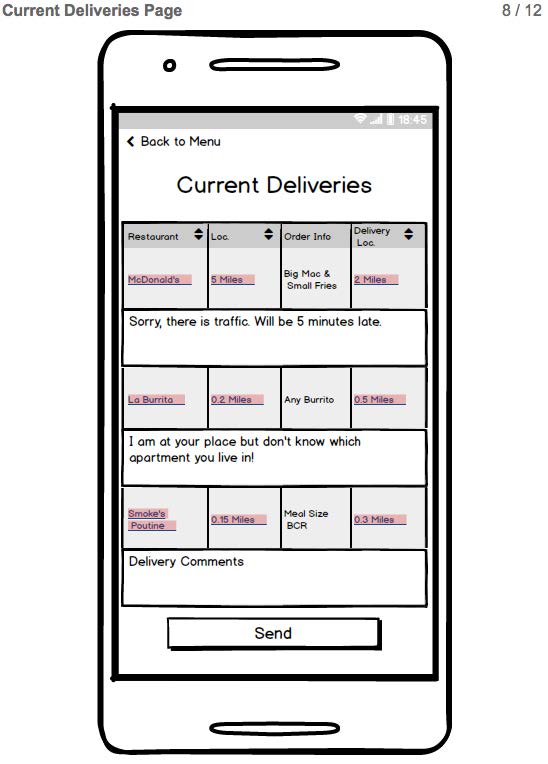 Current Deliveries Page
8 / 12
18:45
Back to Menu
Current Deliveries
Restaurant Loc. Order Info Delivery
Loc.
McDonald's 5 Miles Big Mac &
Small Fries 2 Miles
Sorry, there is traffic. Will be 5 minutes late.
La Burrita 0.2 Miles Any Burrito 0.5 Miles
I am at your place but don't know which
apartment you live in!
Smoke's
Poutine 0.15 Miles Meal Size
BCR 0.3 Miles
Delivery Comments
Send